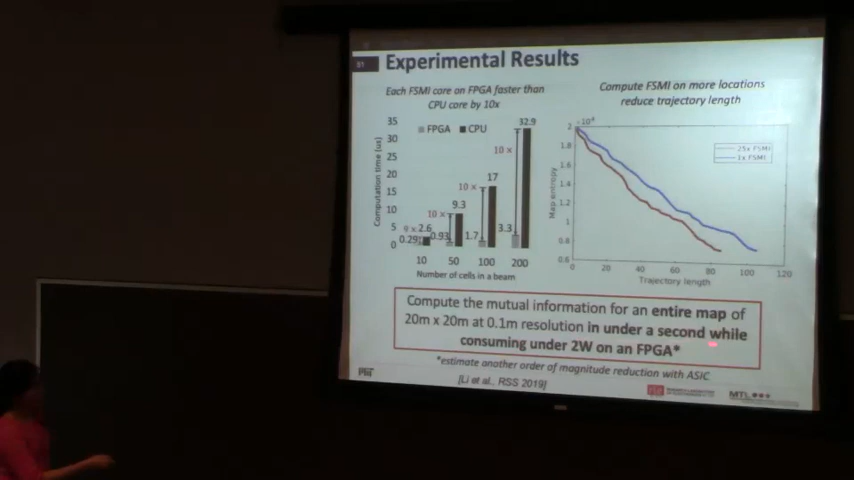 51
Experimental Results
Each FSMI core on FPGA faster than
CPU core by 10x
FPGA CPU
Computation time (us)
35
30
25
20
15
10
5
0
9 x
0.29
2.6
10 x
0.93
9.3
10 x
1.7
17
10 x
3.3
32.9
10 50 100 200
Number of cells in a beam
Compute FSMI on more locations
reduce trajectory length
Map entropy
2
1.8
1.6
1.4
1.2
1
0.8
0.6
25x FSMI
1x FSMI
0 20 40 60 80 100 120
Trajectory length
Compute the mutual information for an entire map of
20m x 20m at 0.1m resolution in under a second while
consuming under 2W on an FPGA*
*estimate another order of magnitude reduction with ASIC
[Li et al., RSS 2019]
MTL